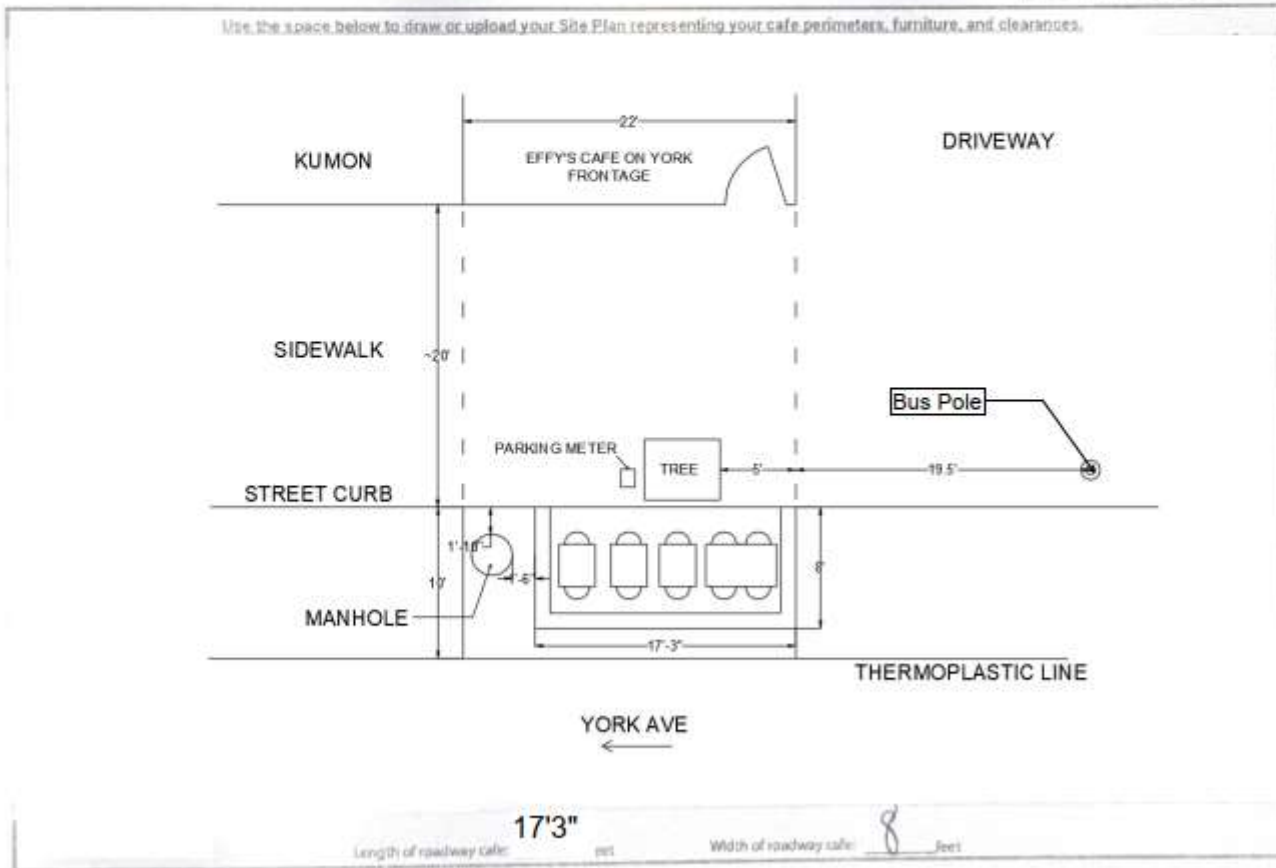 Use the space below to draw or upload your Site Plan representing your cafe perimeters, furniture, and clearances.
22'
KUMON
EFFY'S CAFE ON YORK
FRONTAGE
DRIVEWAY
SIDEWALK
~20'
Bus Pole
PARKING METER
TREE
5'
19.5'
STREET CURB
1'-10"
10'
8'
MANHOLE
17'-3"
THERMOPLASTIC LINE
YORK AVE
17'3"
Length of roadway cafe:
Width of roadway cafe: 8 feet